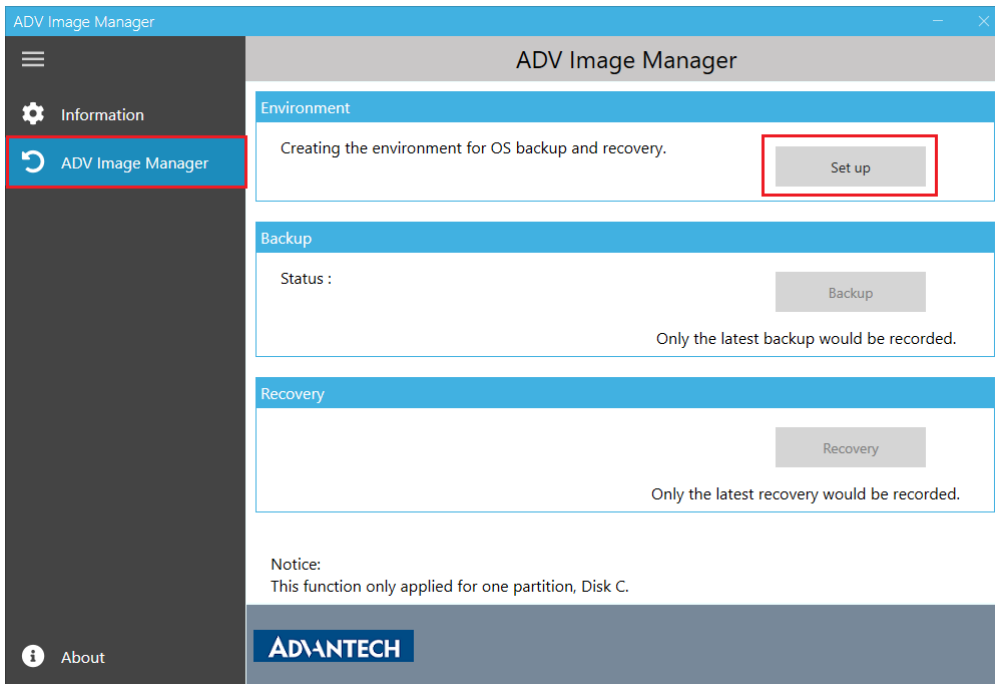 ADV Image Manager
ADV Image Manager
Information
ADV Image Manager
Environment
Creating the environment for OS backup and recovery.
Set up
Backup
Status :
Backup
Only the latest backup would be recorded.
Recovery
Recovery
Only the latest recovery would be recorded.
Notice:
This function only applied for one partition, Disk C.
About
ADVANTECH